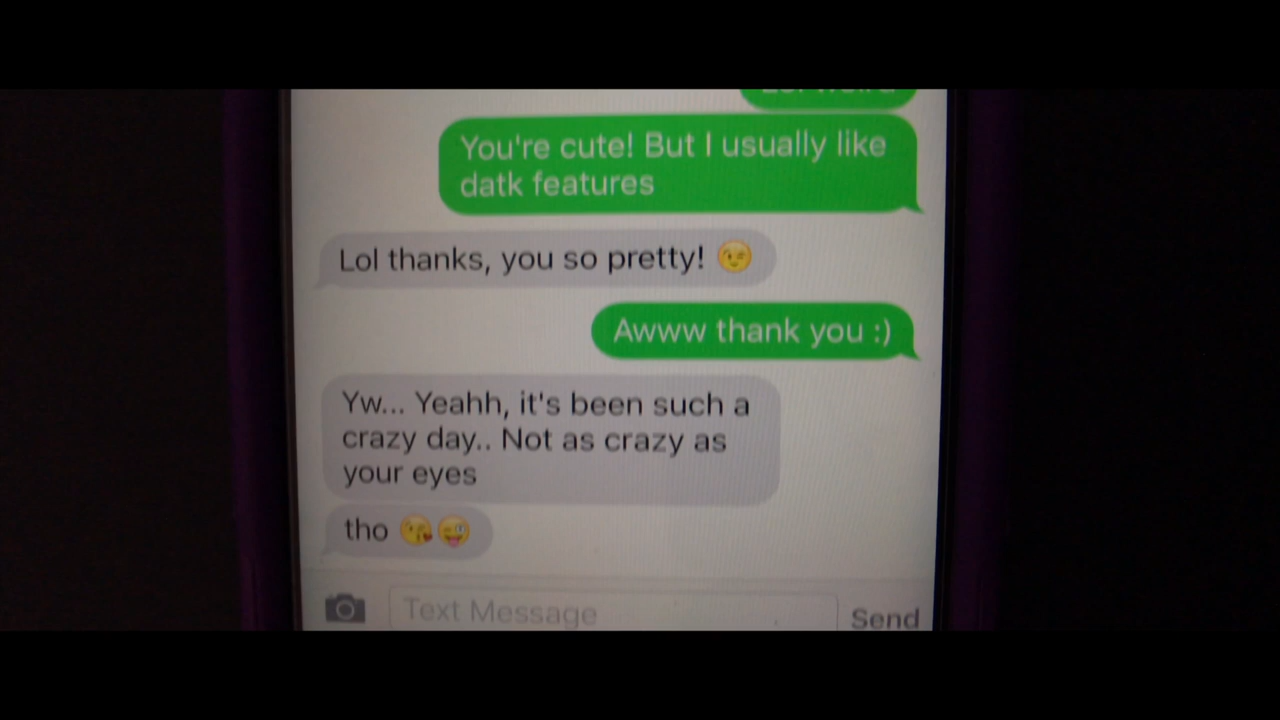 You're cute! But I usually like
datk features
Lol thanks, you so pretty! 😉
Awww thank you :)
Yw... Yeahh, it's been such a
crazy day.. Not as crazy as
your eyes
tho 😘😜
Text Message
Send